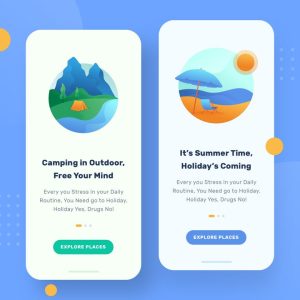 Camping in Outdoor,
Free Your Mind
Every you Stress in your Daily
Routine, You Need go to Holiday,
Holiday Yes, Drugs No!
EXPLORE PLACES
It's Summer Time,
Holiday's Coming
Every you Stress in your Daily
Routine, You Need go to Holiday,
Holiday Yes, Drugs No!
EXPLORE PLACES